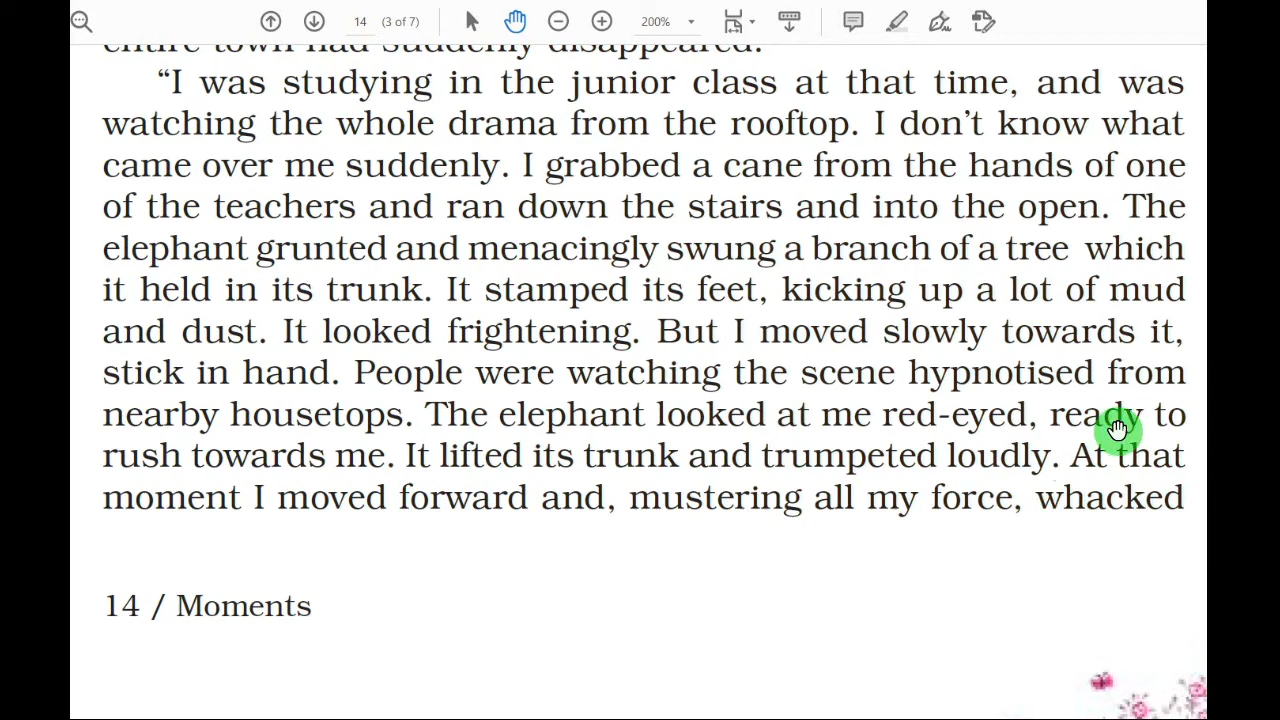 14 (3 of 7) 200%
entire town had suddenly disappeared.
“I was studying in the junior class at that time, and was
watching the whole drama from the rooftop. I don’t know what
came over me suddenly. I grabbed a cane from the hands of one
of the teachers and ran down the stairs and into the open. The
elephant grunted and menacingly swung a branch of a tree which
it held in its trunk. It stamped its feet, kicking up a lot of mud
and dust. It looked frightening. But I moved slowly towards it,
stick in hand. People were watching the scene hypnotised from
nearby housetops. The elephant looked at me red-eyed, ready to
rush towards me. It lifted its trunk and trumpeted loudly. At that
moment I moved forward and, mustering all my force, whacked
14 / Moments